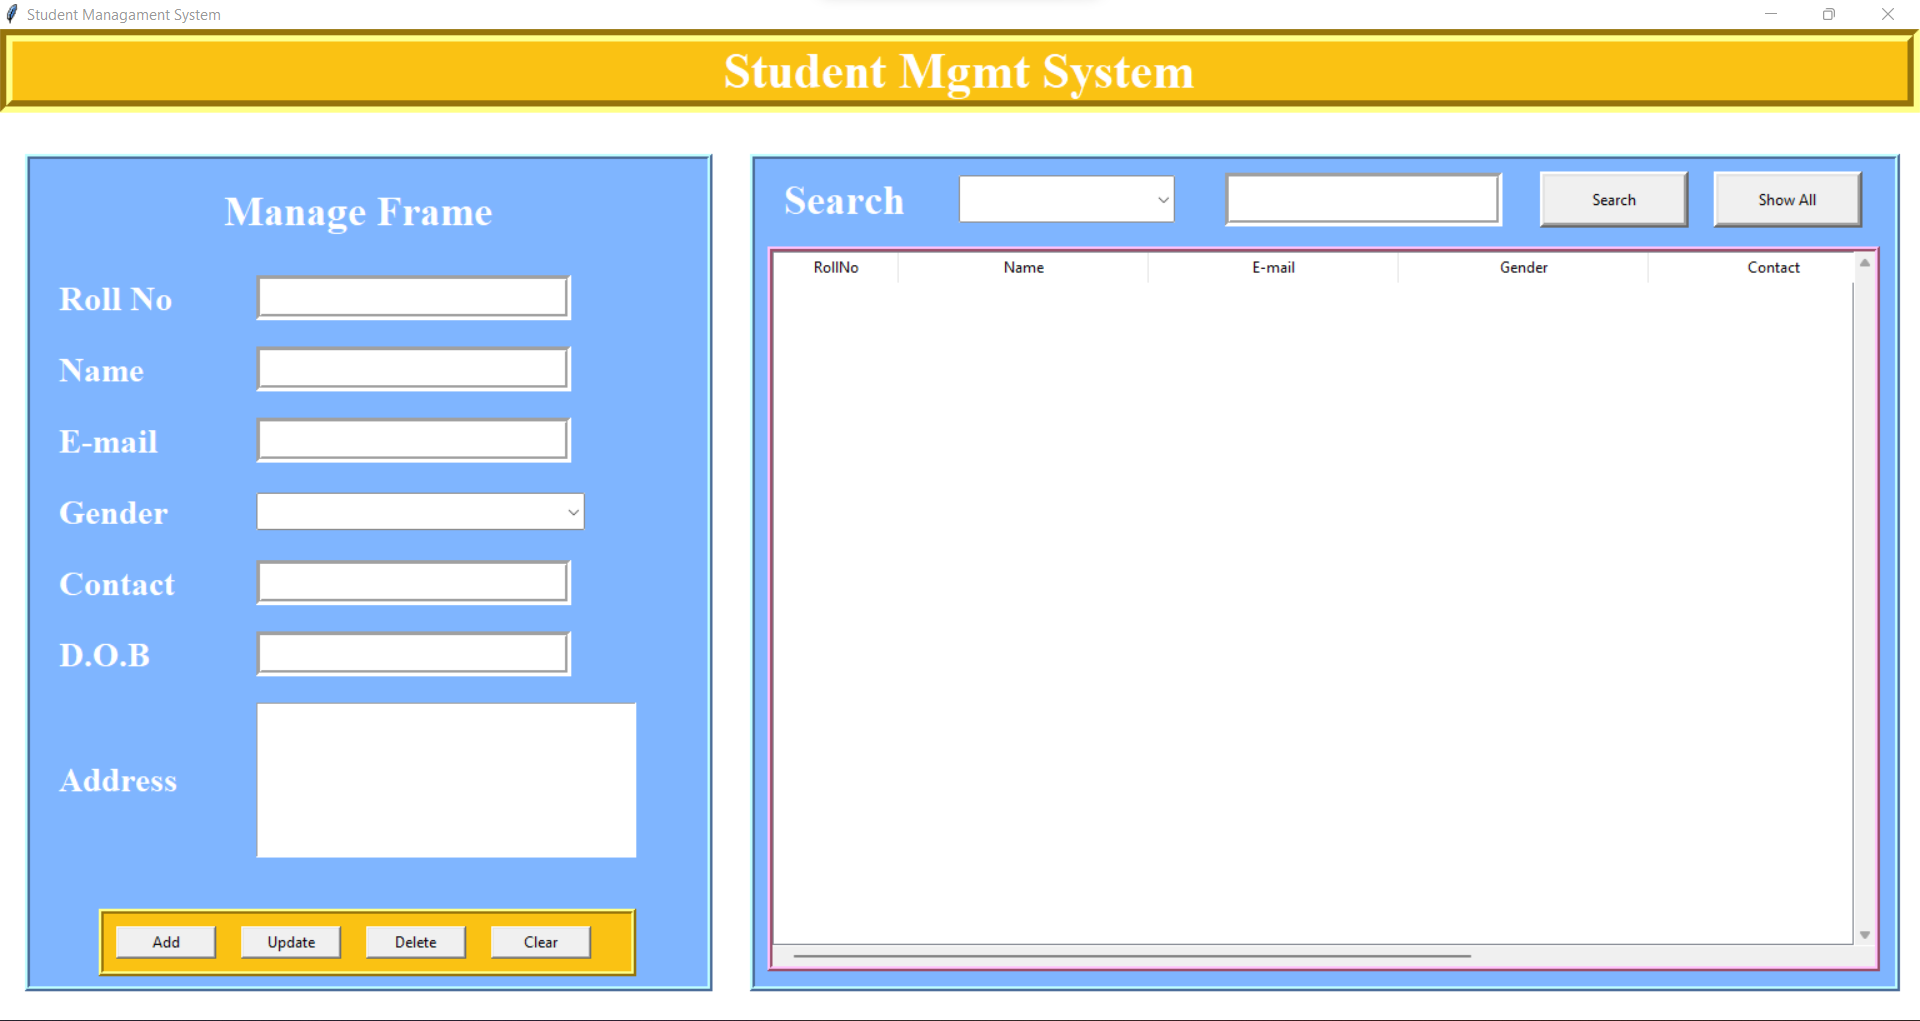 Student Managament System
Student Mgmt System
Manage Frame
Roll No
Name
E-mail
Gender
Contact
D.O.B
Address
Add Update Delete Clear
Search Search Show All
RollNo Name E-mail Gender Contact